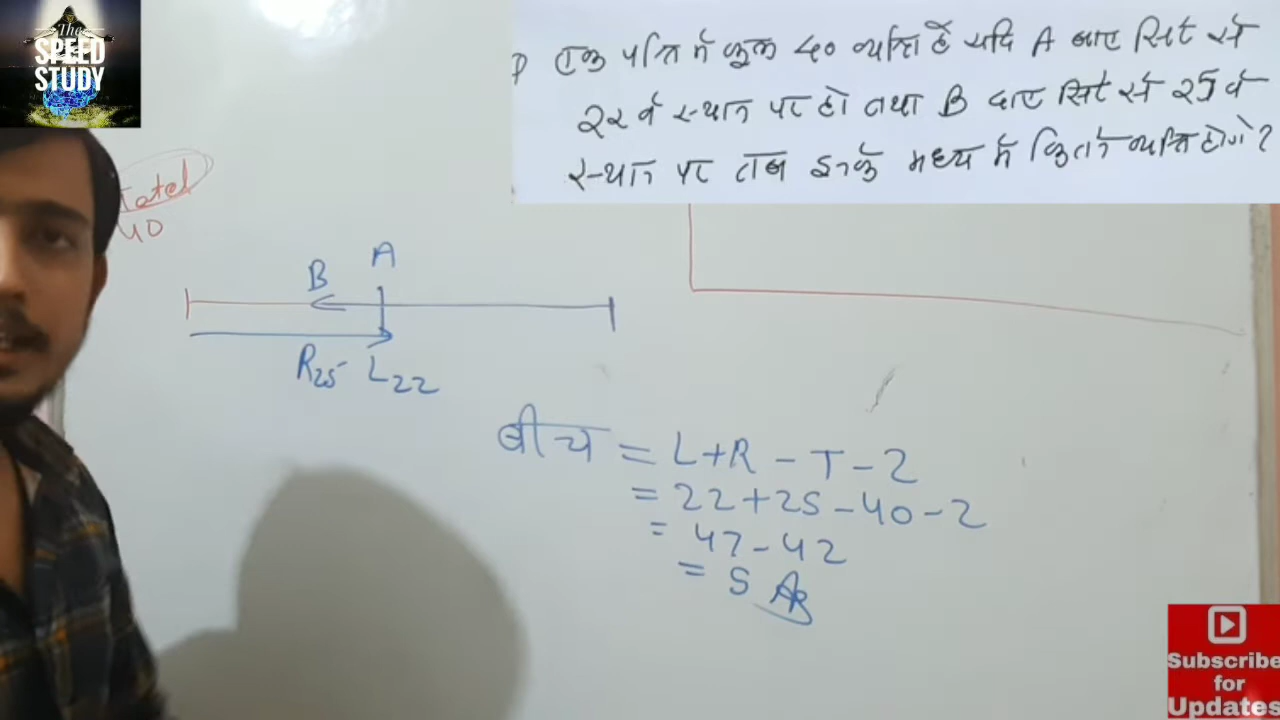 The
SPEED
STUDY
एक पंक्ति में कुल 40 व्यक्ति हैं यदि A बाए सिरे से
22 वे स्थान पर हो तथा B दाए सिरे से 25 वे
स्थान पर तब इनके मध्य में कितने व्यक्ति होंगे?
Total
40
B A
R25 L22
बीच = L+R - T - 2
= 22+25-40-2
= 47-42
= 5 Ans
Subscribe
for
Updates